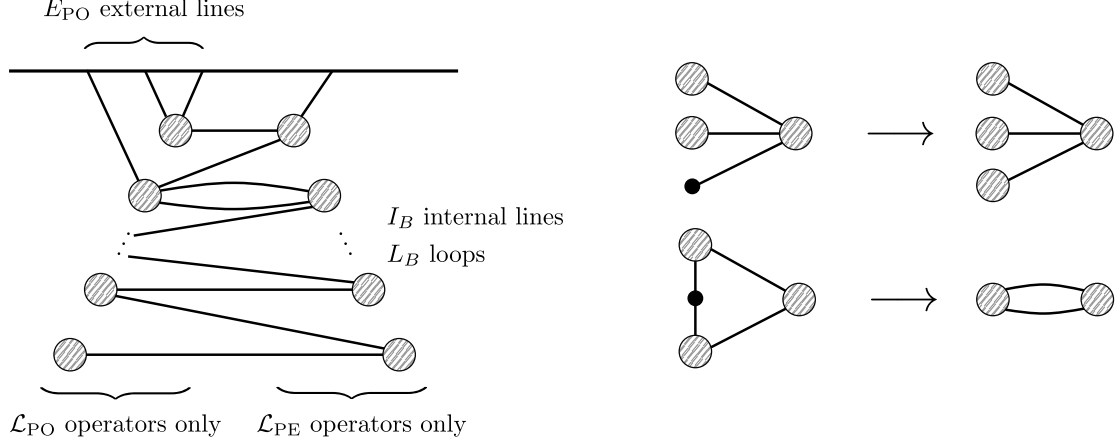 E_PO external lines
I_B internal lines
L_B loops
ℒ_PO operators only
ℒ_PE operators only